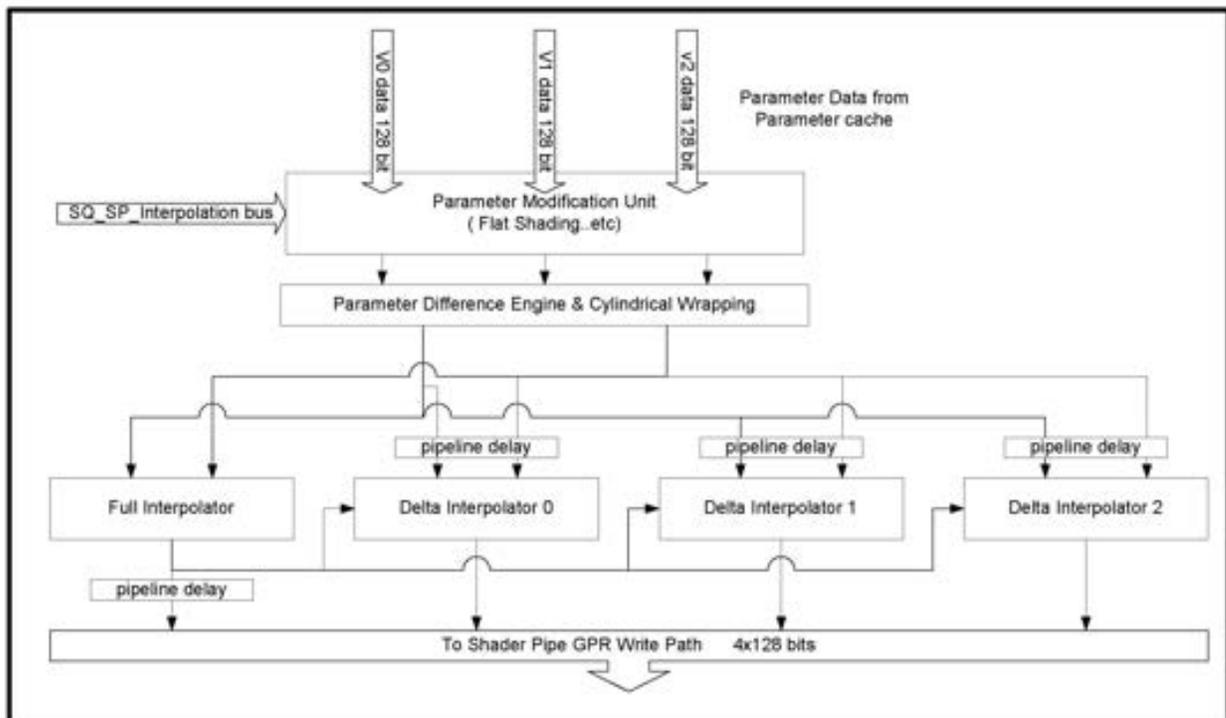 V0 data 128 bit
V1 data 128 bit
v2 data 128 bit
Parameter Data from
Parameter cache
SQ_SP_Interpolation bus
Parameter Modification Unit
( Flat Shading..etc)
Parameter Difference Engine & Cylindrical Wrapping
pipeline delay
pipeline delay
pipeline delay
Full Interpolator
Delta Interpolator 0
Delta Interpolator 1
Delta Interpolator 2
pipeline delay
To Shader Pipe GPR Write Path 4x128 bits